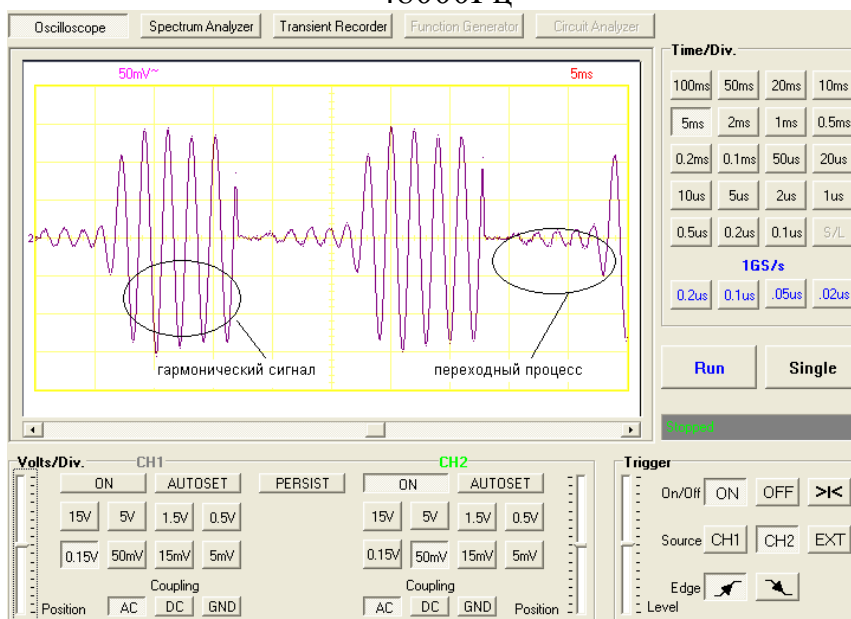 48000Гц
Oscilloscope Spectrum Analyzer Transient Recorder Function Generator Circuit Analyzer
50mV~ 5ms
2
гармонический сигнал переходный процесс
Time/Div.
100ms 50ms 20ms 10ms
5ms 2ms 1ms 0.5ms
0.2ms 0.1ms 50us 20us
10us 5us 2us 1us
0.5us 0.2us 0.1us S/L
1GS/s
0.2us 0.1us .05us .02us
Run Single
Stopped
Volts/Div. CH1 CH2
ON AUTOSET PERSIST ON AUTOSET
15V 5V 1.5V 0.5V 15V 5V 1.5V 0.5V
0.15V 50mV 15mV 5mV 0.15V 50mV 15mV 5mV
Coupling Coupling
Position AC DC GND AC DC GND Position
Trigger
On/Off ON OFF >I<
Source CH1 CH2 EXT
Edge
Level